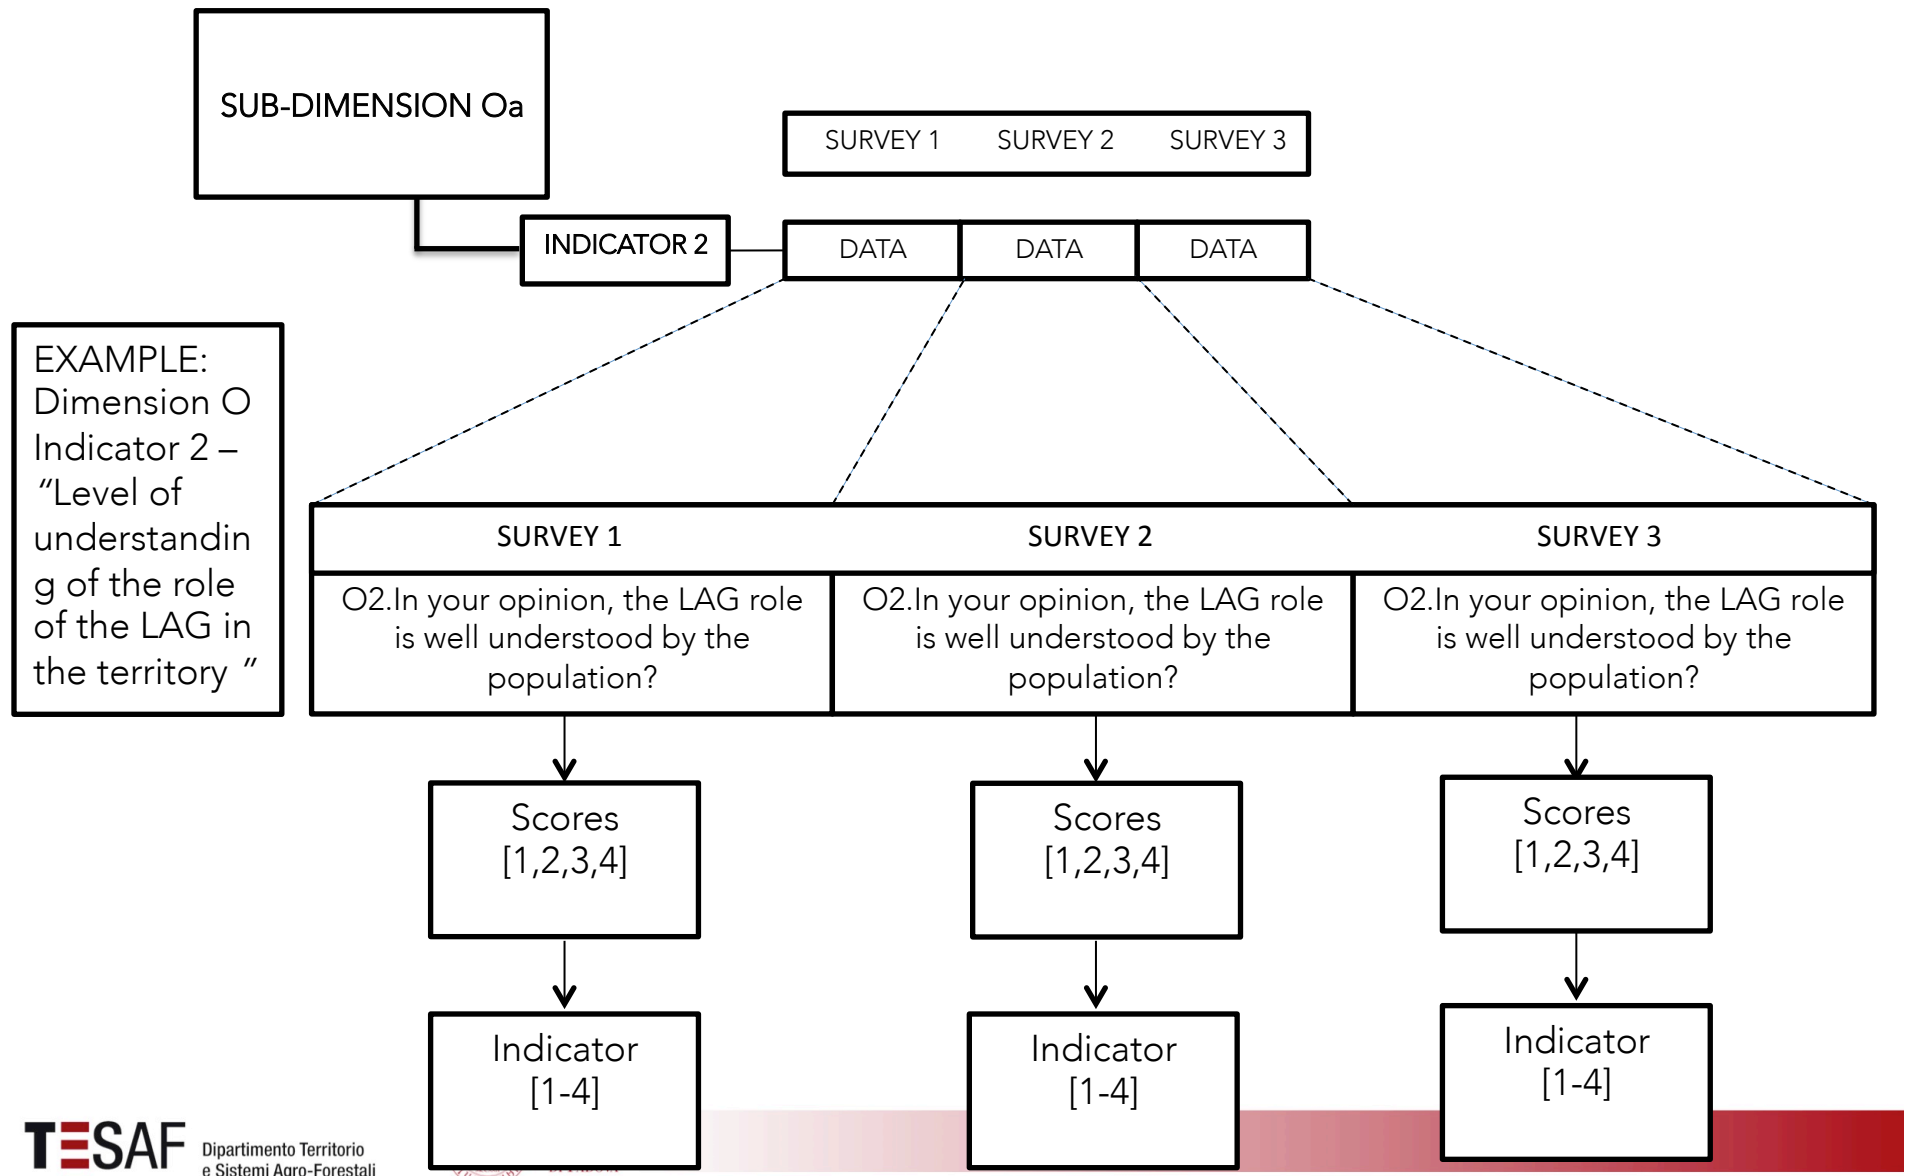 SUB-DIMENSION Oa
SURVEY 1 SURVEY 2 SURVEY 3
INDICATOR 2
DATA DATA DATA
EXAMPLE:
Dimension O
Indicator 2 –
"Level of
understandin
g of the role
of the LAG in
the territory "
SURVEY 1 SURVEY 2 SURVEY 3
O2.In your opinion, the LAG role
is well understood by the
population?
O2.In your opinion, the LAG role
is well understood by the
population?
O2.In your opinion, the LAG role
is well understood by the
population?
Scores
[1,2,3,4]
Scores
[1,2,3,4]
Scores
[1,2,3,4]
Indicator
[1-4]
Indicator
[1-4]
Indicator
[1-4]
TESAF
Dipartimento Territorio
e Sistemi Agro-Forestali